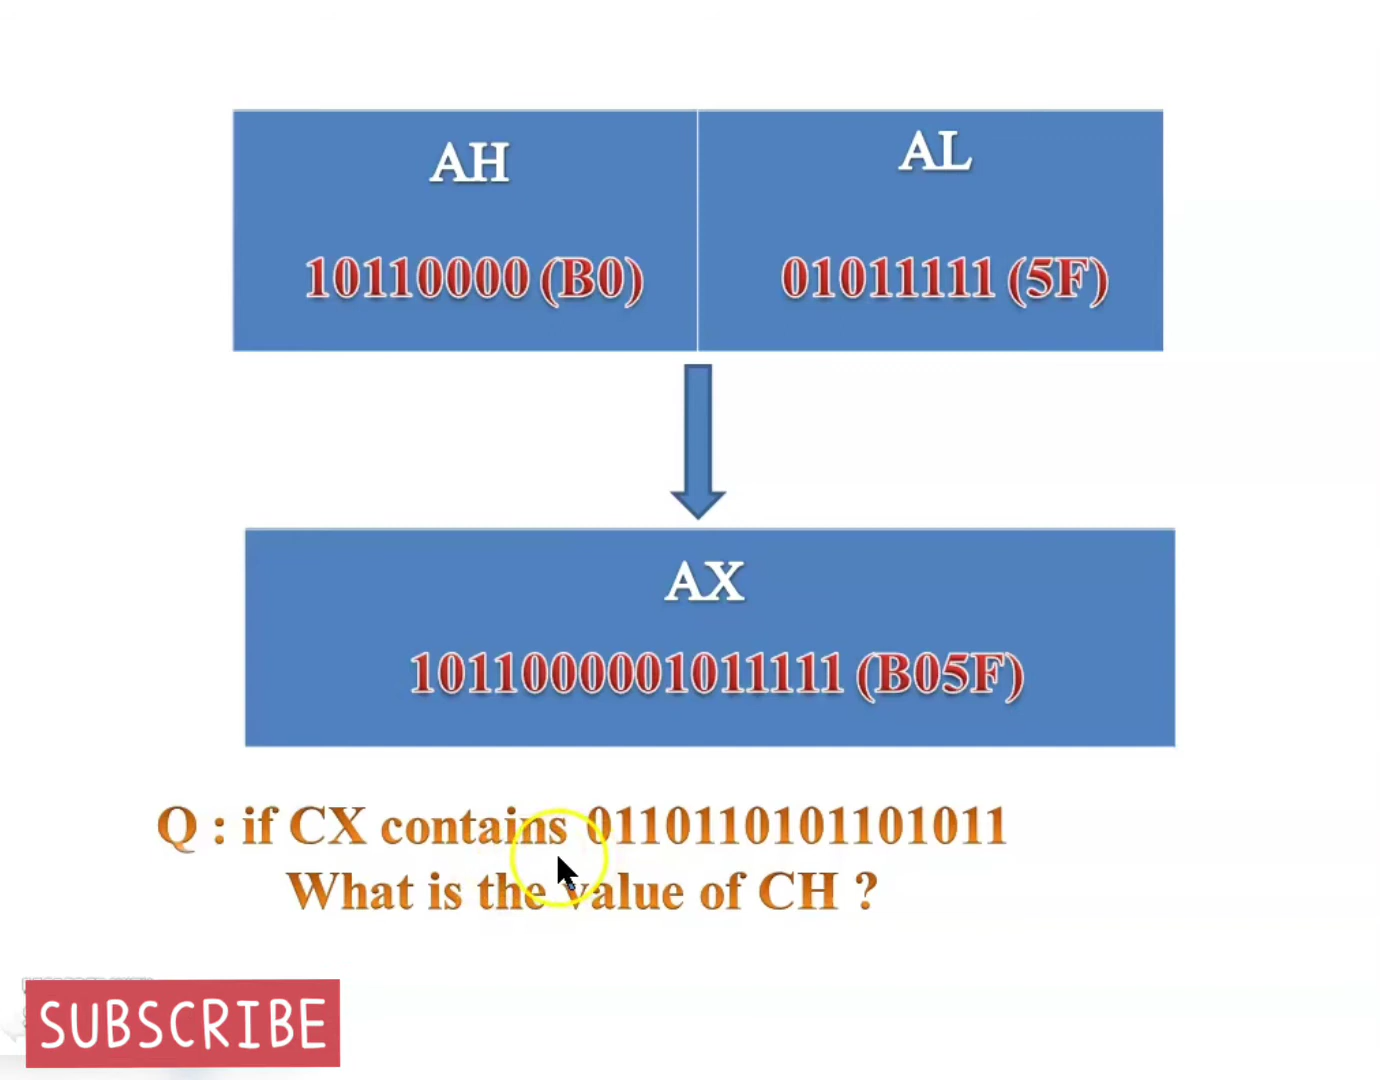 AH
AL
10110000 (B0)
01011111 (5F)
AX
1011000001011111 (B05F)
Q : if CX contains 0110110101101011
What is the value of CH ?
SUBSCRIBE